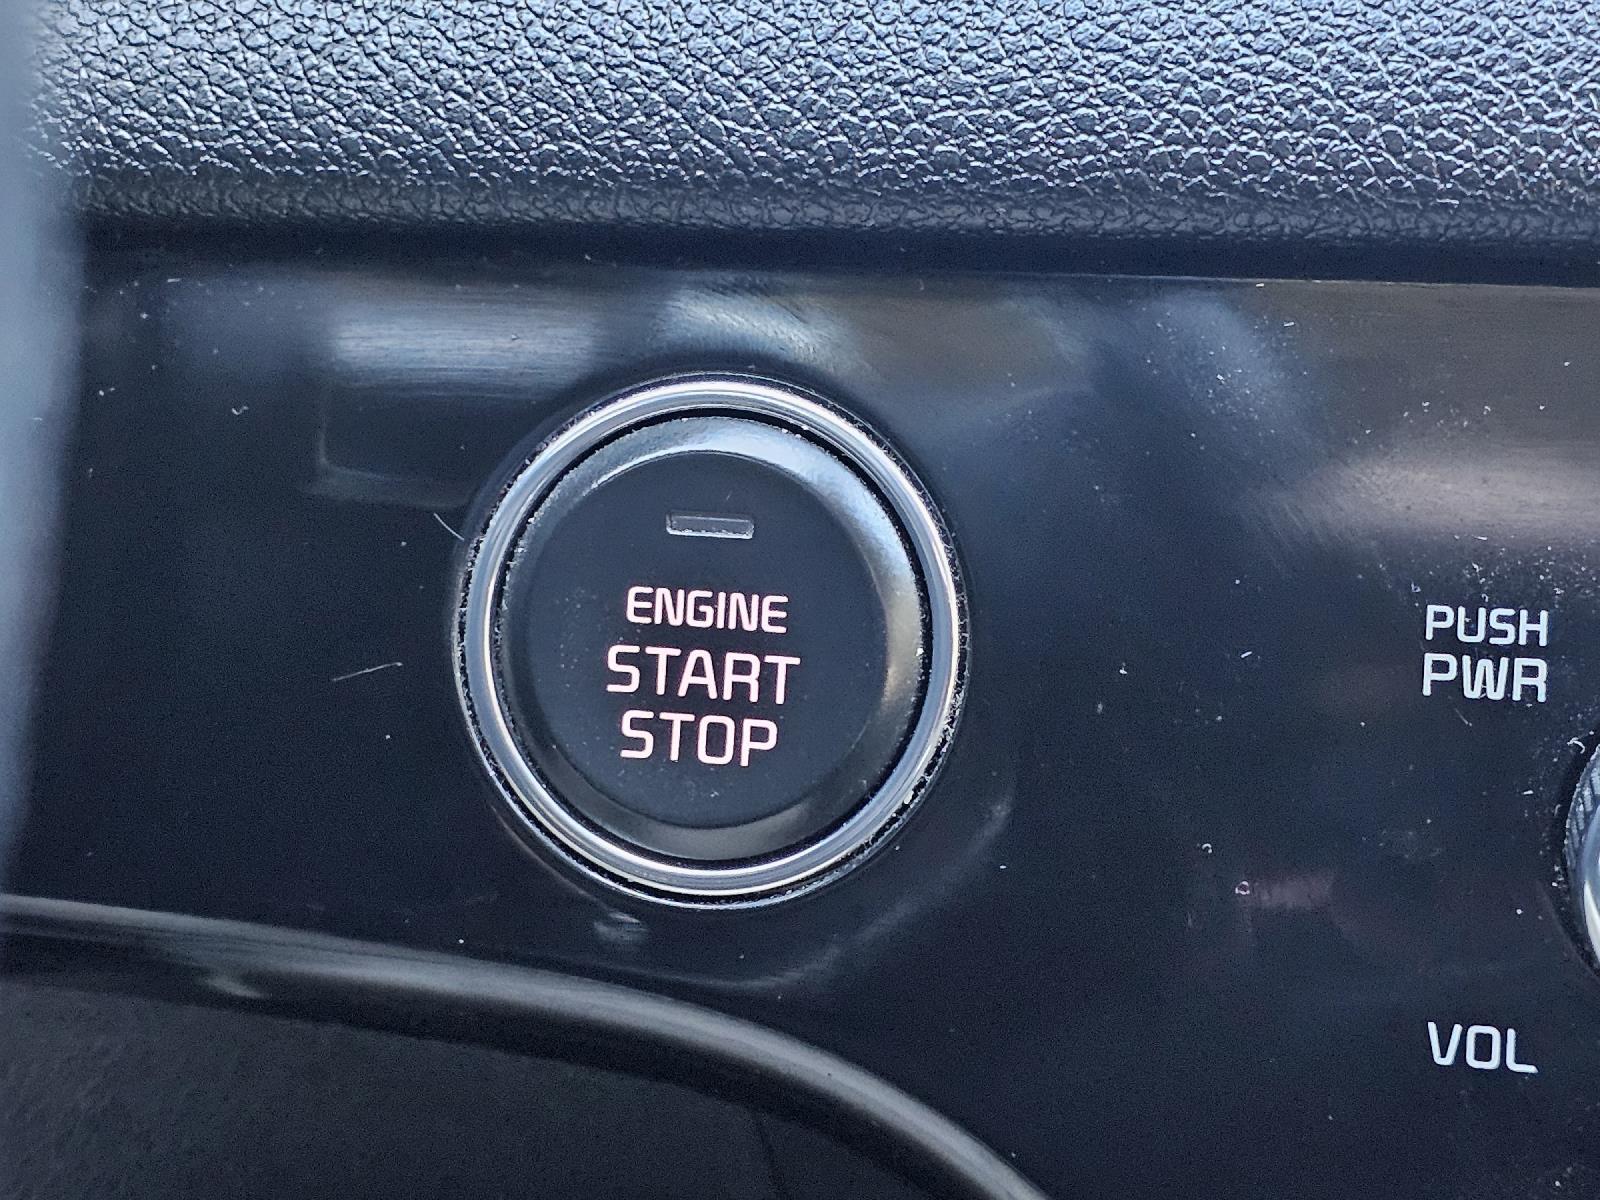 ENGINE
START
STOP
PUSH
PWR
VOL